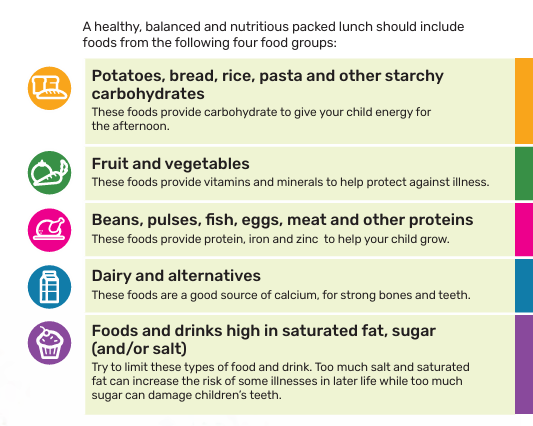 A healthy, balanced and nutritious packed lunch should include
foods from the following four food groups:
Potatoes, bread, rice, pasta and other starchy
carbohydrates
These foods provide carbohydrate to give your child energy for
the afternoon.
Fruit and vegetables
These foods provide vitamins and minerals to help protect against illness.
Beans, pulses, fish, eggs, meat and other proteins
These foods provide protein, iron and zinc to help your child grow.
Dairy and alternatives
These foods are a good source of calcium, for strong bones and teeth.
Foods and drinks high in saturated fat, sugar
(and/or salt)
Try to limit these types of food and drink. Too much salt and saturated
fat can increase the risk of some illnesses in later life while too much
sugar can damage children's teeth.